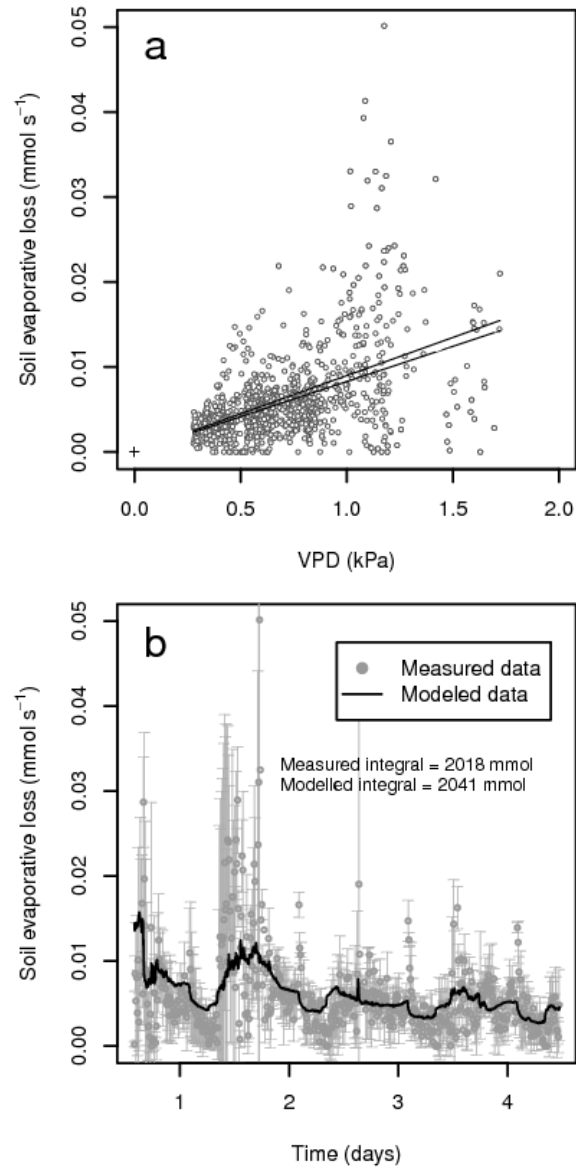 a
Soil evaporative loss (mmol s⁻¹)
0.05
0.04
0.03
0.02
0.01
0.00
0.0 0.5 1.0 1.5 2.0
VPD (kPa)
b
Soil evaporative loss (mmol s⁻¹)
0.05
0.04
0.03
0.02
0.01
0.00
Measured data
Modeled data
Measured integral = 2018 mmol
Modelled integral = 2041 mmol
1 2 3 4
Time (days)